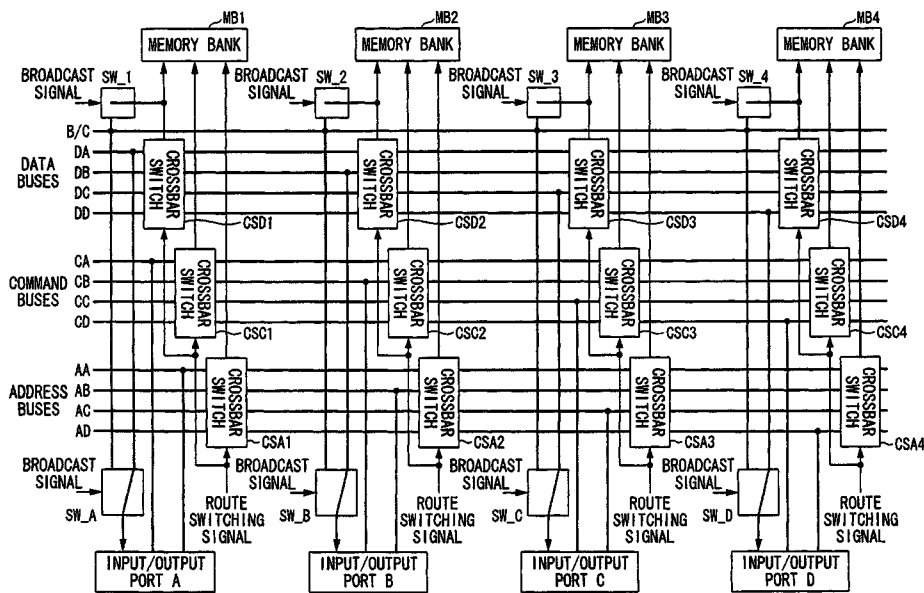 MB1 MB2 MB3 MB4
MEMORY BANK MEMORY BANK MEMORY BANK MEMORY BANK
SW_1 SW_2 SW_3 SW_4
BROADCAST SIGNAL BROADCAST SIGNAL BROADCAST SIGNAL BROADCAST SIGNAL
B/C
DATA BUSES
DA
DB
DC
DD
CROSSBAR SWITCH CROSSBAR SWITCH CROSSBAR SWITCH CROSSBAR SWITCH
CSD1 CSD2 CSD3 CSD4
COMMAND BUSES
CA
CB
CC
CD
CROSSBAR SWITCH CROSSBAR SWITCH CROSSBAR SWITCH CROSSBAR SWITCH
CSC1 CSC2 CSC3 CSC4
ADDRESS BUSES
AA
AB
AC
AD
CROSSBAR SWITCH CROSSBAR SWITCH CROSSBAR SWITCH CROSSBAR SWITCH
CSA1 CSA2 CSA3 CSA4
BROADCAST SIGNAL BROADCAST SIGNAL BROADCAST SIGNAL BROADCAST SIGNAL
SW_A SW_B SW_C SW_D
ROUTE SWITCHING SIGNAL ROUTE SWITCHING SIGNAL ROUTE SWITCHING SIGNAL ROUTE SWITCHING SIGNAL
INPUT/OUTPUT PORT A INPUT/OUTPUT PORT B INPUT/OUTPUT PORT C INPUT/OUTPUT PORT D